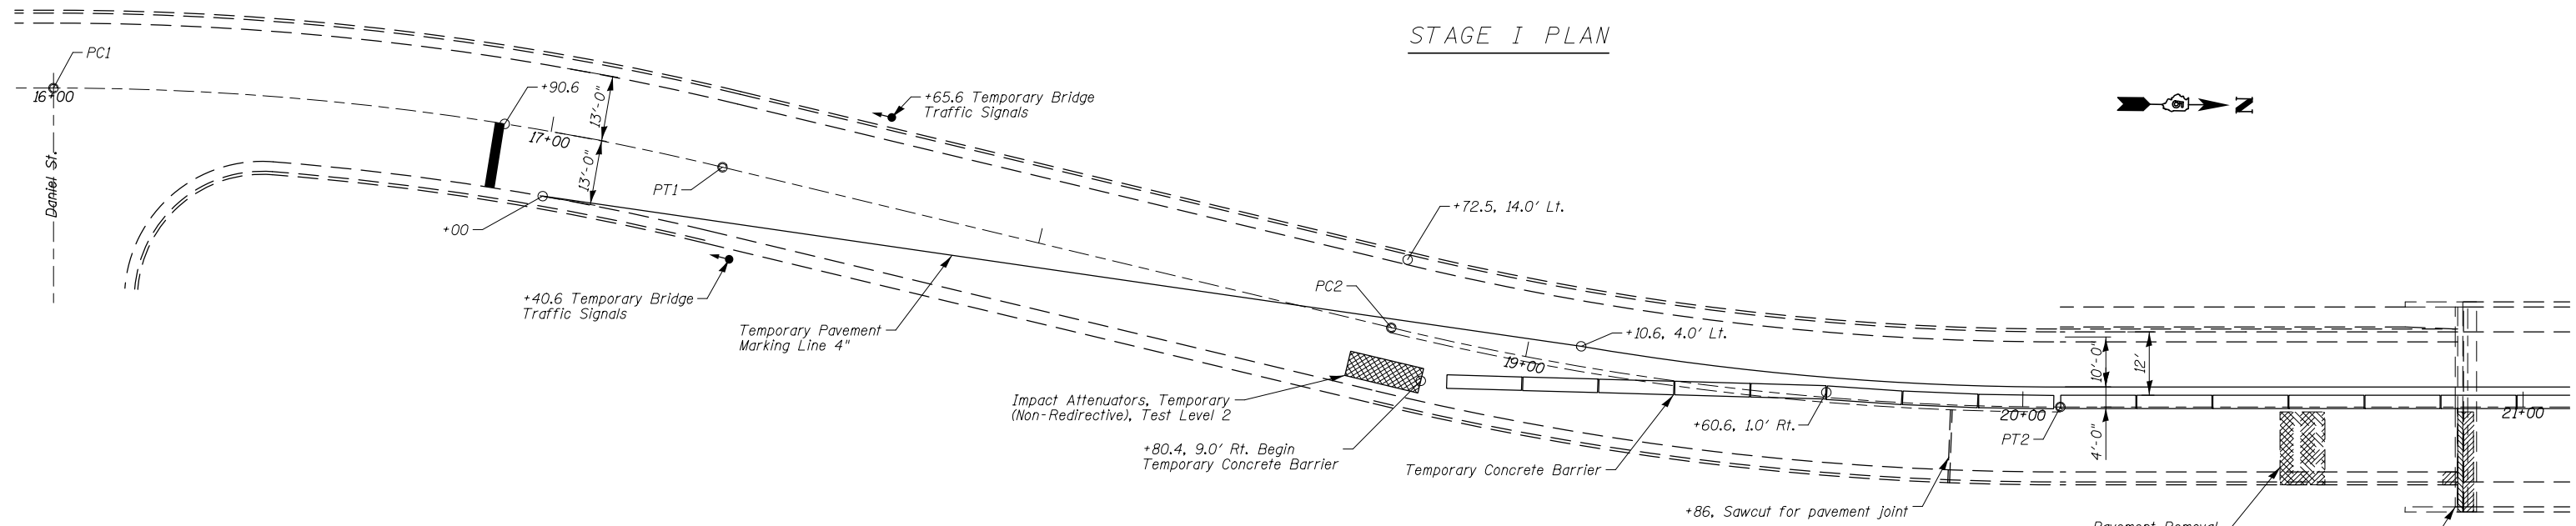 STAGE I PLAN
PC1
16+00
Daniel St.
+90.6
17+00
13'-0"
13'-0"
+65.6 Temporary Bridge
Traffic Signals
N
PT1
+00
+72.5, 14.0' Lt.
+40.6 Temporary Bridge
Traffic Signals
Temporary Pavement
Marking Line 4"
PC2
+10.6, 4.0' Lt.
19+00
Impact Attenuators, Temporary
(Non-Redirective), Test Level 2
+80.4, 9.0' Rt. Begin
Temporary Concrete Barrier
Temporary Concrete Barrier
+60.6, 1.0' Rt.
20+00
PT2
10'-0"
12'
4'-0"
21+00
+86, Sawcut for pavement joint
Pavement Removal